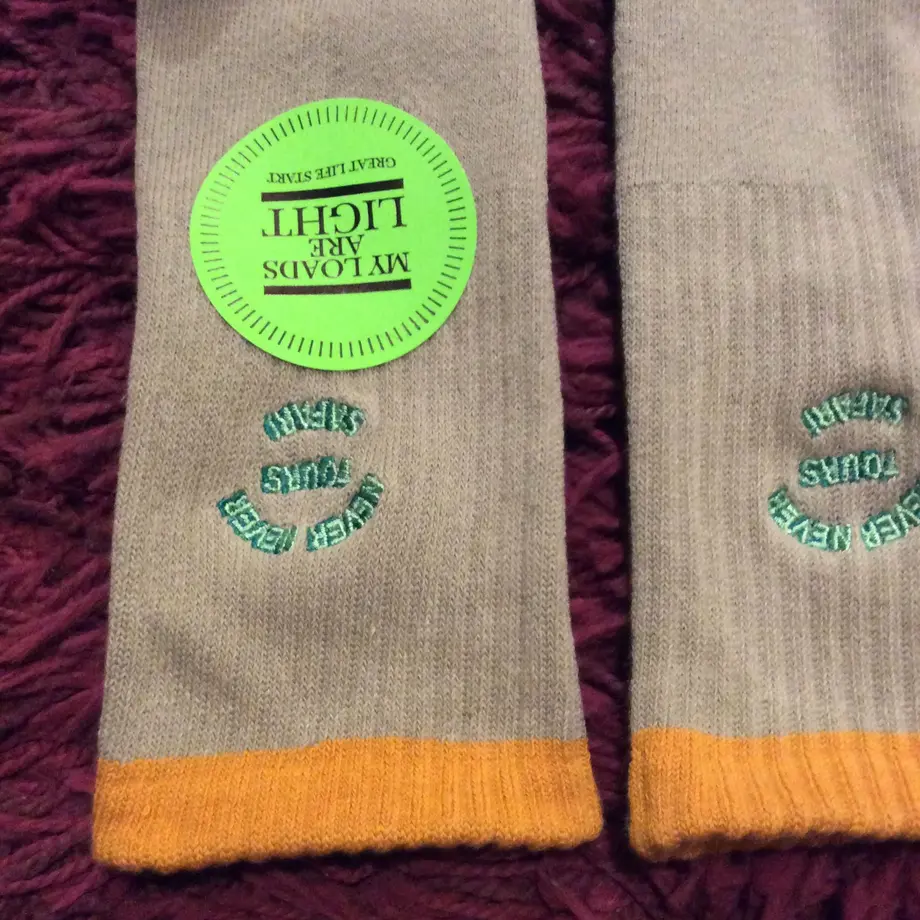 NEVER NEVER
TOURS
SAFARI
MY LOADS
ARE
LIGHT
GREAT LIFE START
NEVER NEVER
TOURS
SAFARI